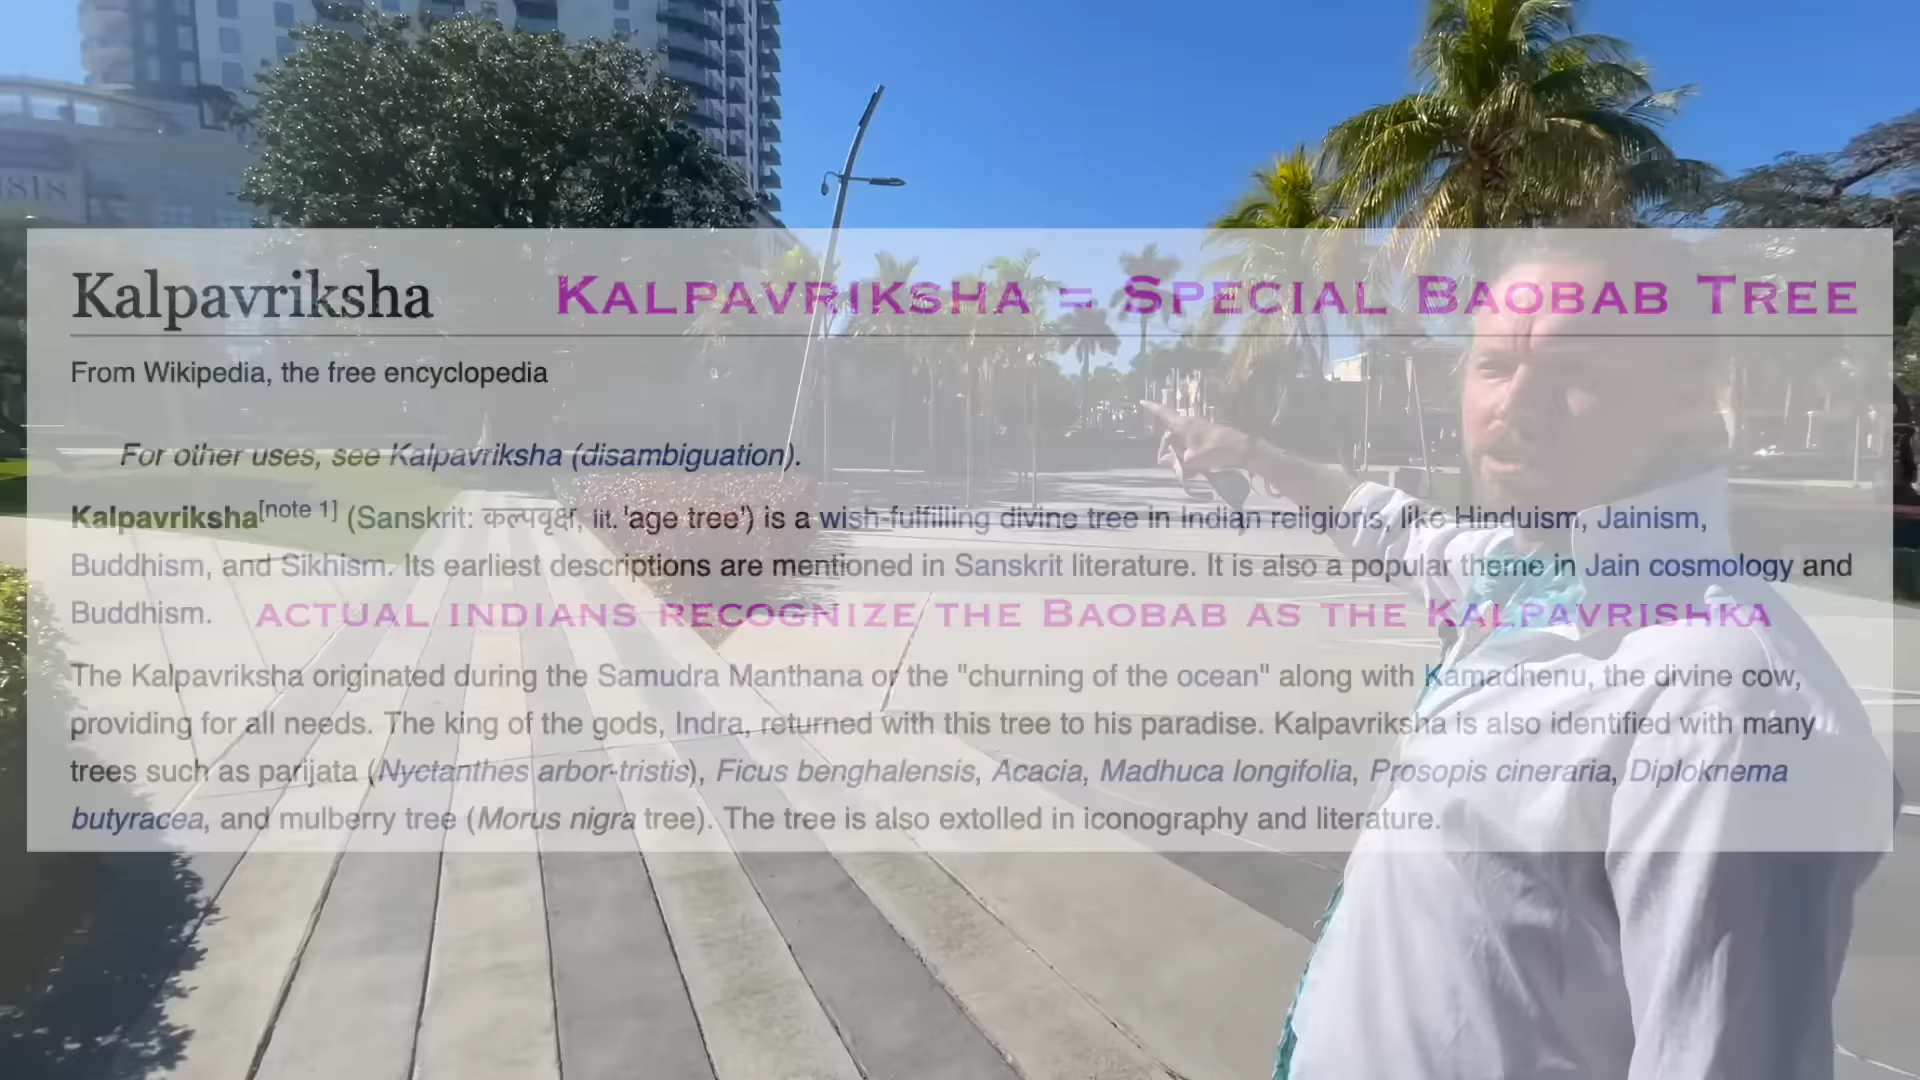 1818
Kalpavriksha
KALPAVRIKSHA = SPECIAL BAOBAB TREE
From Wikipedia, the free encyclopedia
For other uses, see Kalpavriksha (disambiguation).
Kalpavriksha[note 1] (Sanskrit: कल्पवृक्ष, lit. 'age tree') is a wish-fulfilling divine tree in Indian religions, like Hinduism, Jainism,
Buddhism, and Sikhism. Its earliest descriptions are mentioned in Sanskrit literature. It is also a popular theme in Jain cosmology and
Buddhism.
ACTUAL INDIANS RECOGNIZE THE BAOBAB AS THE KALPAVRISHKA
The Kalpavriksha originated during the Samudra Manthana or the "churning of the ocean" along with Kamadhenu, the divine cow,
providing for all needs. The king of the gods, Indra, returned with this tree to his paradise. Kalpavriksha is also identified with many
trees such as parijata (Nyctanthes arbor-tristis), Ficus benghalensis, Acacia, Madhuca longifolia, Prosopis cineraria, Diploknema
butyracea, and mulberry tree (Morus nigra tree). The tree is also extolled in iconography and literature.